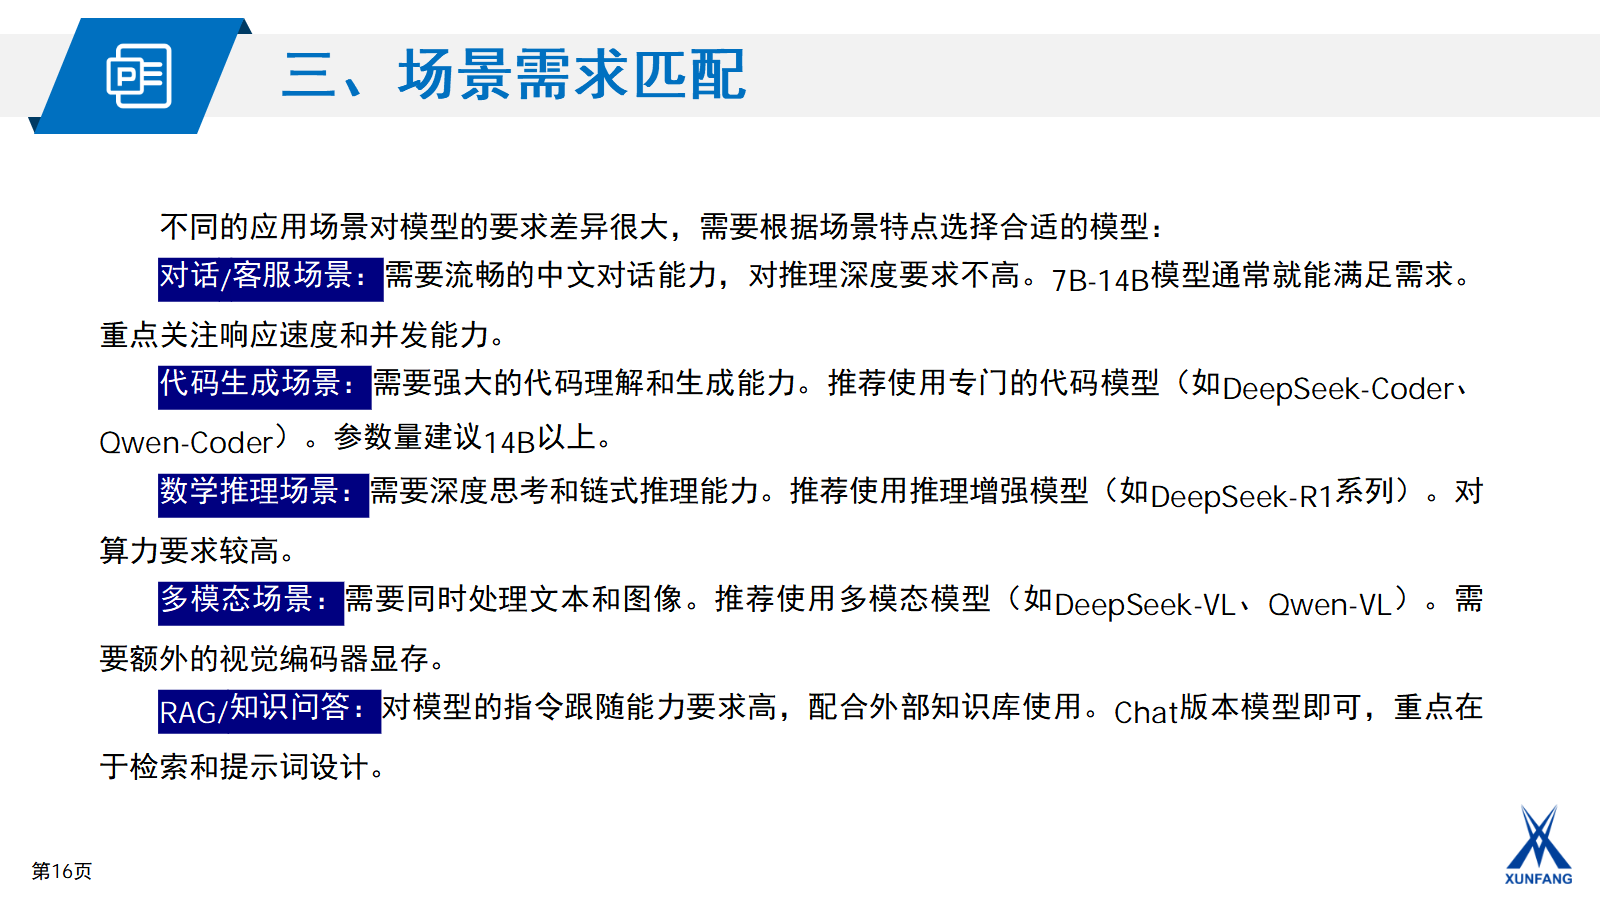 三、场景需求匹配
不同的应用场景对模型的要求差异很大，需要根据场景特点选择合适的模型：
对话/客服场景：需要流畅的中文对话能力，对推理深度要求不高。7B-14B模型通常就能满足需求。
重点关注响应速度和并发能力。
代码生成场景：需要强大的代码理解和生成能力。推荐使用专门的代码模型（如DeepSeek-Coder、
Qwen-Coder）。参数量建议14B以上。
数学推理场景：需要深度思考和链式推理能力。推荐使用推理增强模型（如DeepSeek-R1系列）。对
算力要求较高。
多模态场景：需要同时处理文本和图像。推荐使用多模态模型（如DeepSeek-VL、Qwen-VL）。需
要额外的视觉编码器显存。
RAG/知识问答：对模型的指令跟随能力要求高，配合外部知识库使用。Chat版本模型即可，重点在
于检索和提示词设计。
第16页
XUNFANG